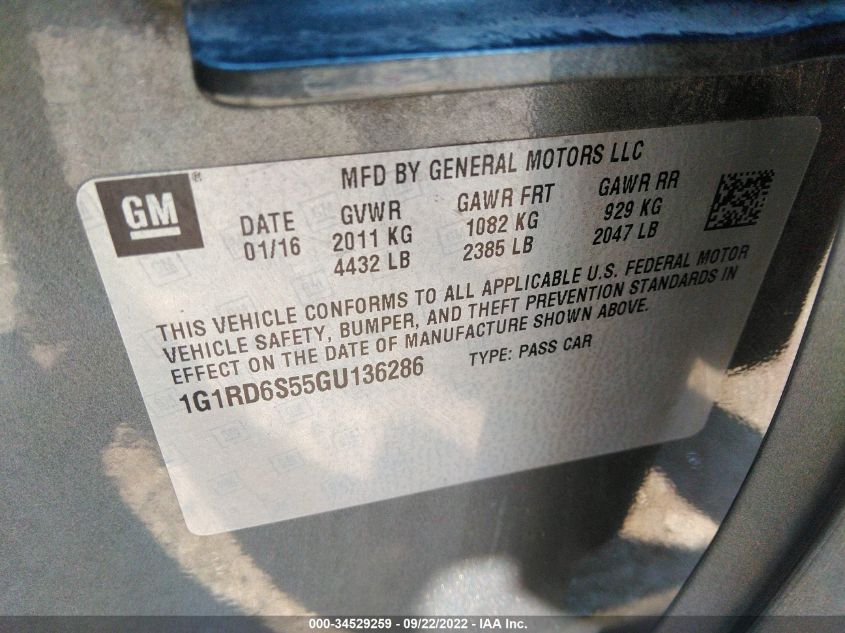 MFD BY GENERAL MOTORS LLC
GM®
DATE GVWR GAWR FRT GAWR RR
01/16 2011 KG 1082 KG 929 KG
4432 LB 2385 LB 2047 LB
THIS VEHICLE CONFORMS TO ALL APPLICABLE U.S. FEDERAL MOTOR
VEHICLE SAFETY, BUMPER, AND THEFT PREVENTION STANDARDS IN
EFFECT ON THE DATE OF MANUFACTURE SHOWN ABOVE.
1G1RD6S55GU136286 TYPE: PASS CAR
000-34529259 - 09/22/2022 - IAA Inc.